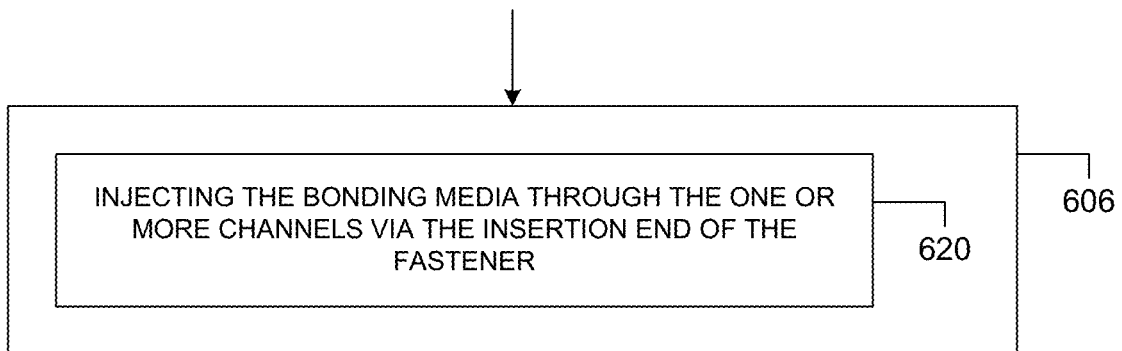 INJECTING THE BONDING MEDIA THROUGH THE ONE OR
MORE CHANNELS VIA THE INSERTION END OF THE
FASTENER
606
620